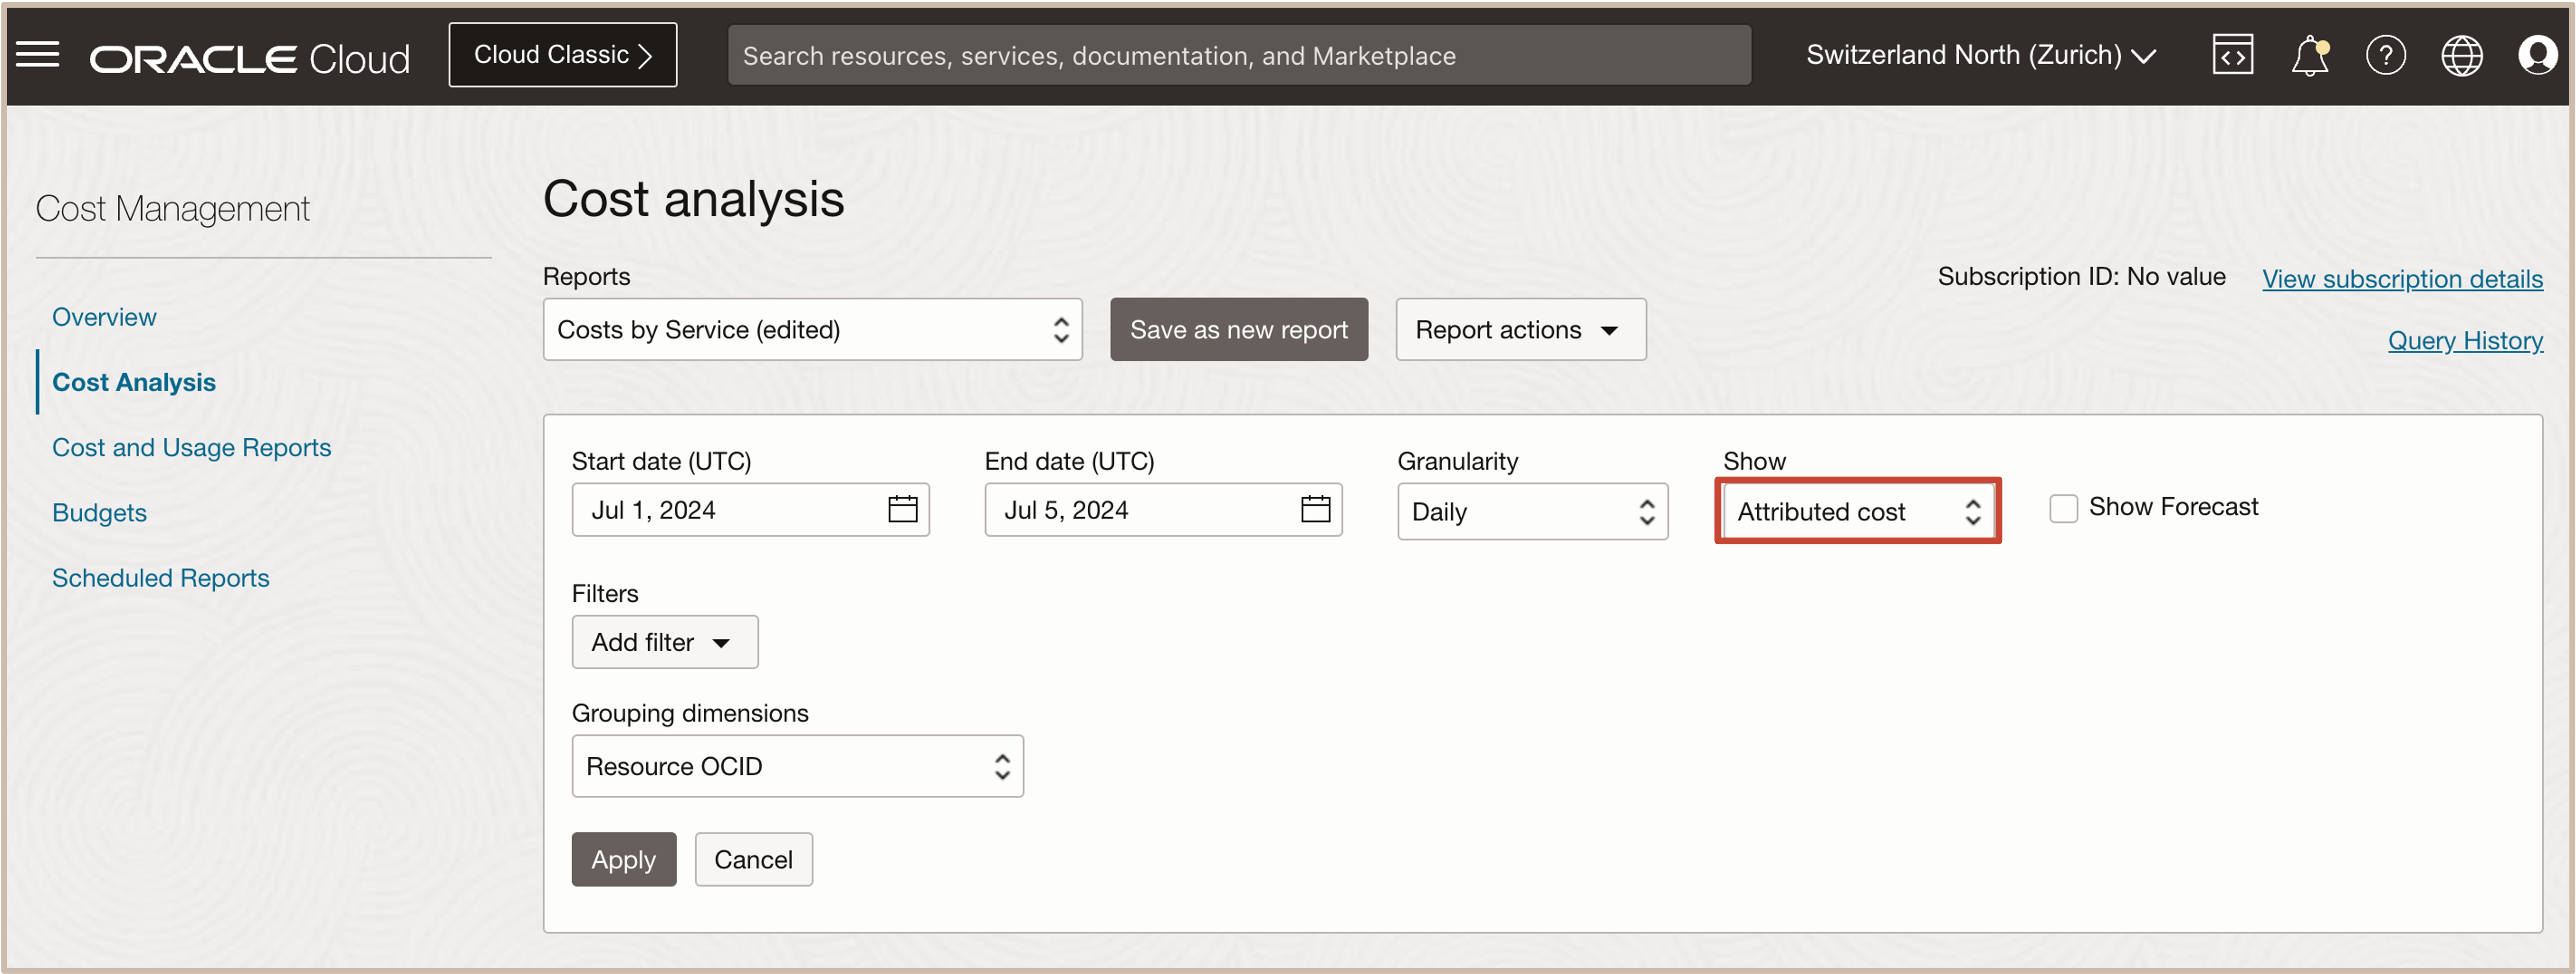 ORACLE Cloud
Cloud Classic
Search resources, services, documentation, and Marketplace
Switzerland North (Zurich)
Cost Management
Overview
Cost Analysis
Cost and Usage Reports
Budgets
Scheduled Reports
Cost analysis
Reports
Costs by Service (edited)
Save as new report
Report actions
Subscription ID: No value
View subscription details
Query History
Start date (UTC)
Jul 1, 2024
End date (UTC)
Jul 5, 2024
Granularity
Daily
Show
Attributed cost
Show Forecast
Filters
Add filter
Grouping dimensions
Resource OCID
Apply
Cancel